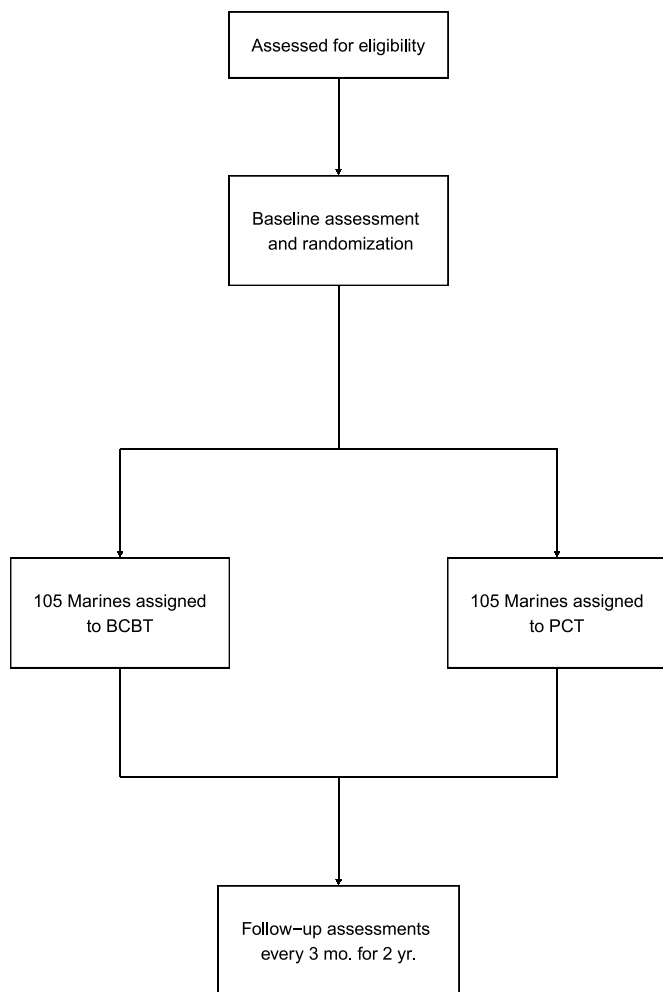 Assessed for eligibility
Baseline assessment
and randomization
105 Marines assigned
to BCBT
105 Marines assigned
to PCT
Follow−up assessments
every 3 mo. for 2 yr.